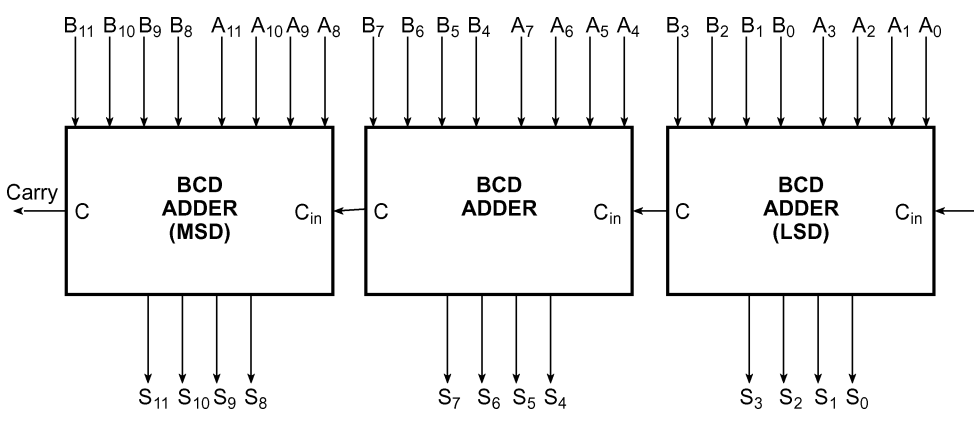 B₁₁ B₁₀ B₉ B₈ A₁₁ A₁₀ A₉ A₈ B₇ B₆ B₅ B₄ A₇ A₆ A₅ A₄ B₃ B₂ B₁ B₀ A₃ A₂ A₁ A₀
Carry
C
BCD
ADDER
(MSD)
Cᵢₙ
C
BCD
ADDER
Cᵢₙ
C
BCD
ADDER
(LSD)
Cᵢₙ
S₁₁ S₁₀ S₉ S₈ S₇ S₆ S₅ S₄ S₃ S₂ S₁ S₀